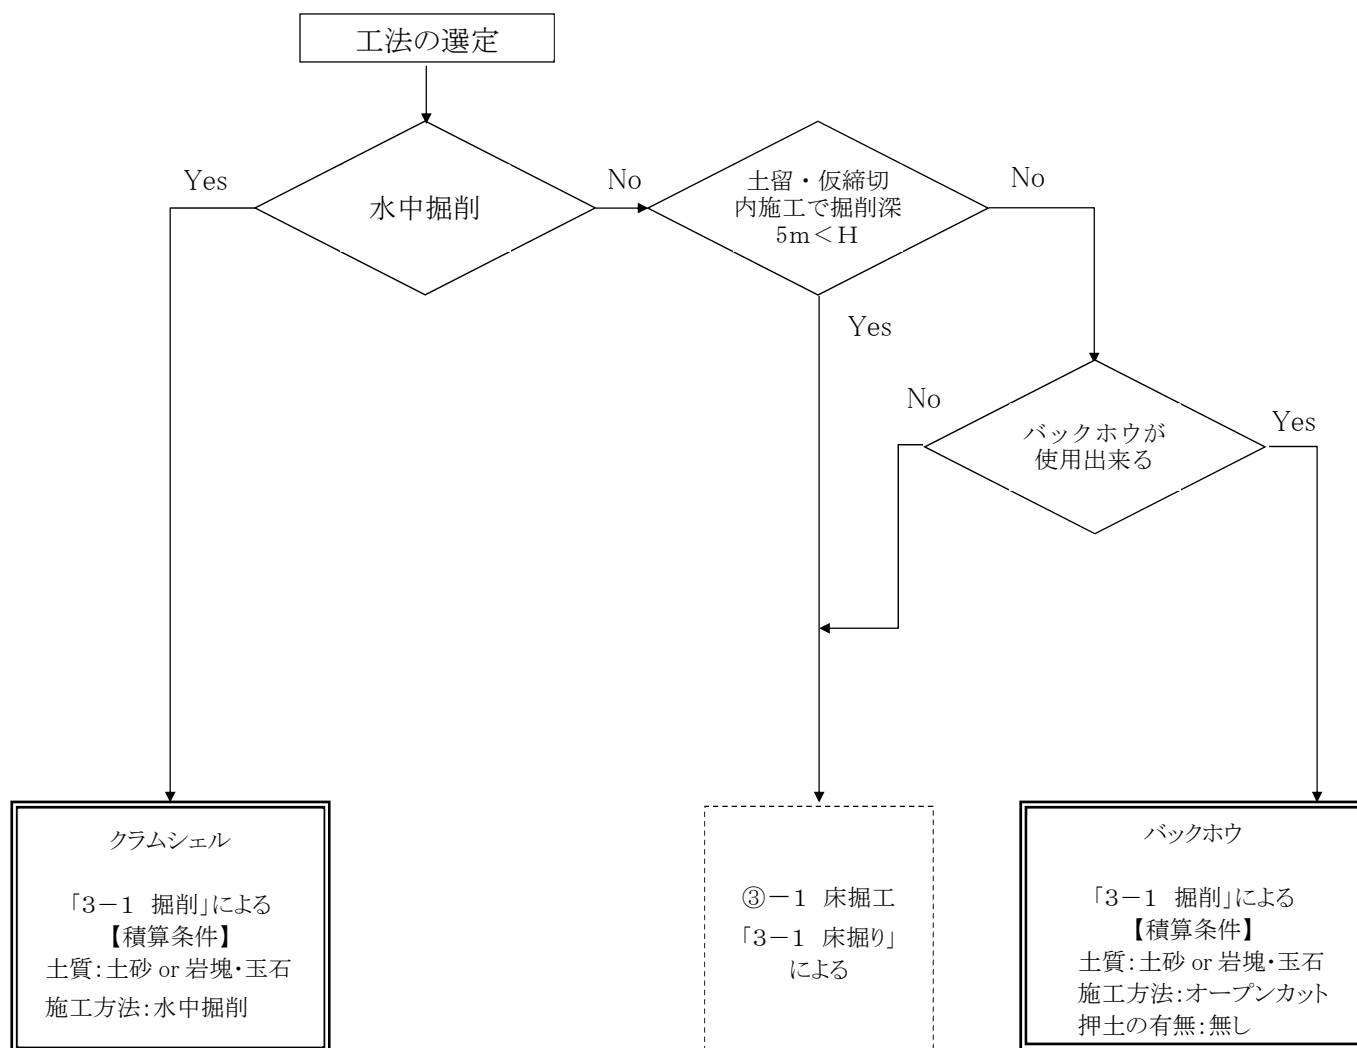 工法の選定
Yes
水中掘削
No
土留・仮締切
内施工で掘削深
5m<H
No
Yes
No
バックホウが
使用出来る
Yes
クラムシェル
「3-1 掘削」による
【積算条件】
土質:土砂 or 岩塊・玉石
施工方法:水中掘削
③-1 床掘工
「3-1 床掘り」
による
バックホウ
「3-1 掘削」による
【積算条件】
土質:土砂 or 岩塊・玉石
施工方法:オープンカット
押土の有無:無し